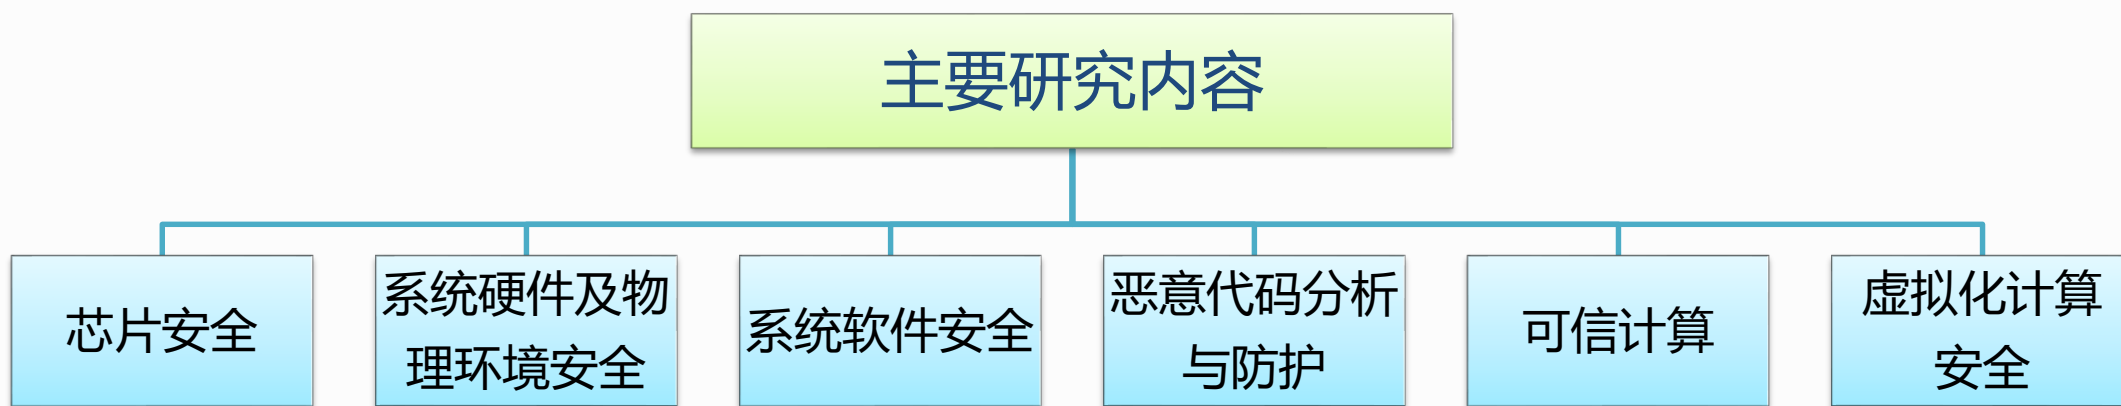 主要研究内容
芯片安全
系统硬件及物
理环境安全
系统软件安全
恶意代码分析
与防护
可信计算
虚拟化计算
安全